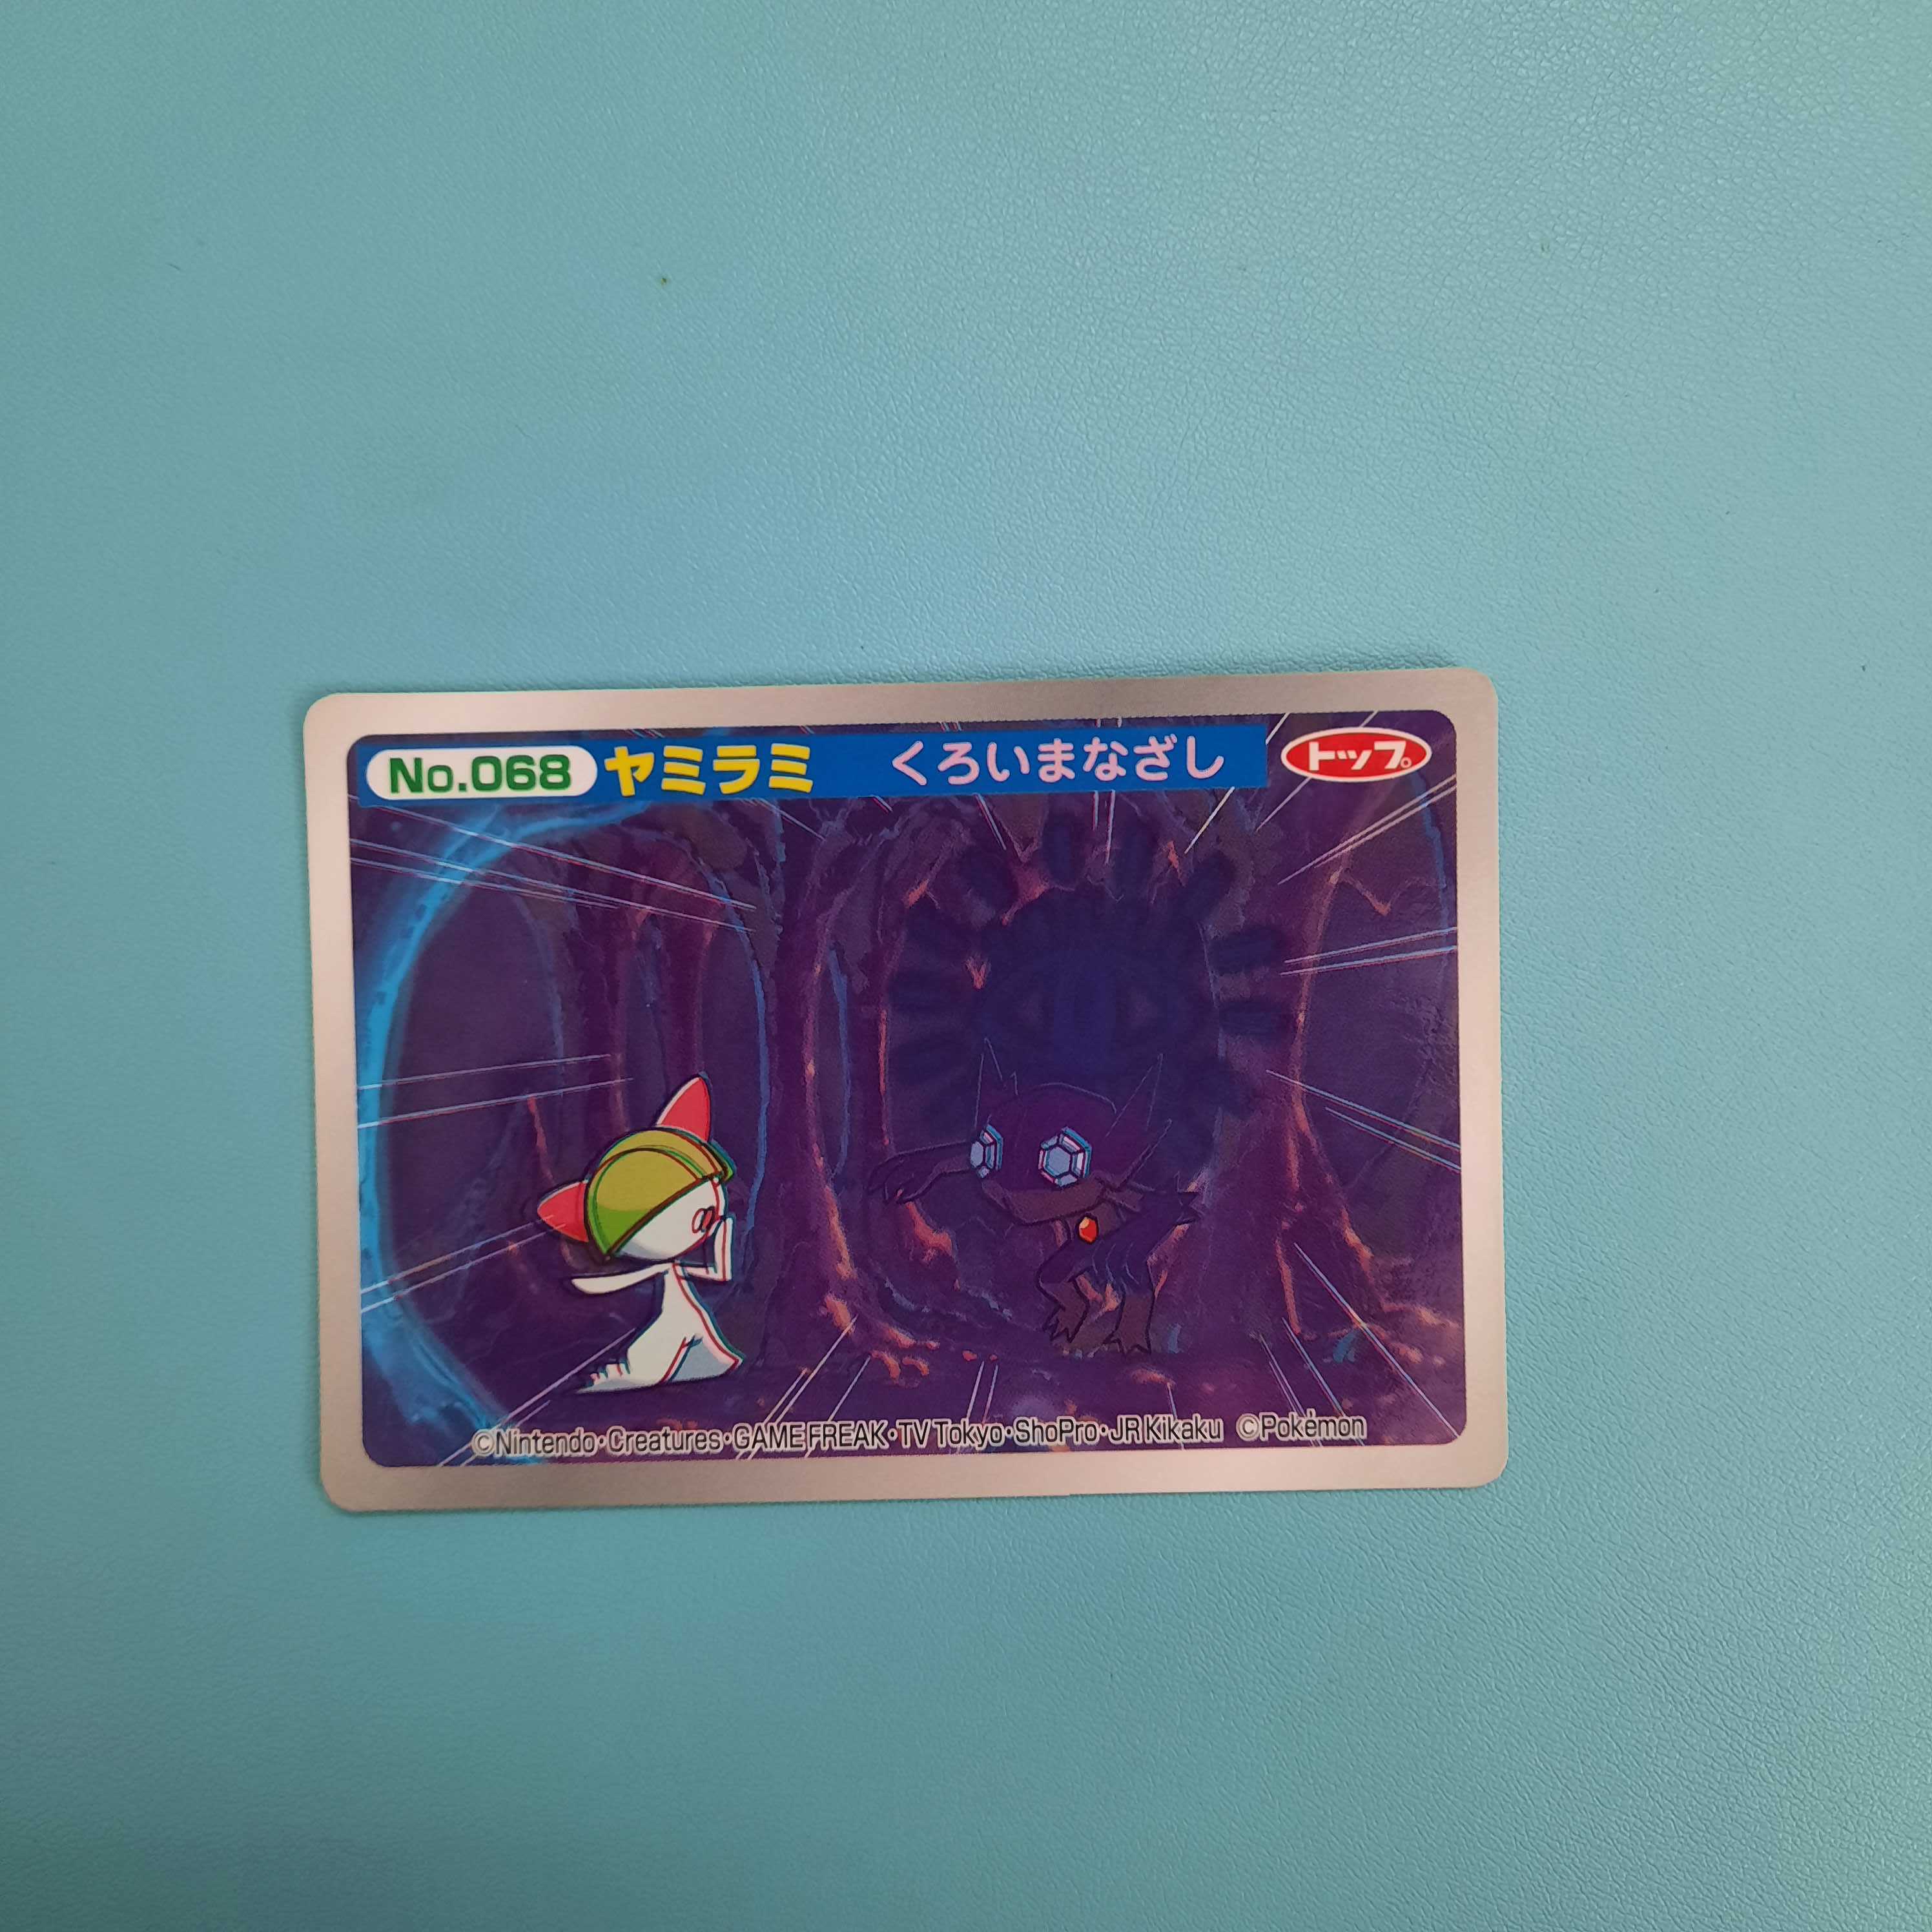 No.068 ヤミラミ くろいまなざし トップ。
©Nintendo・Creatures・GAME FREAK・TV Tokyo・ShoPro・JR Kikaku ©Pokémon